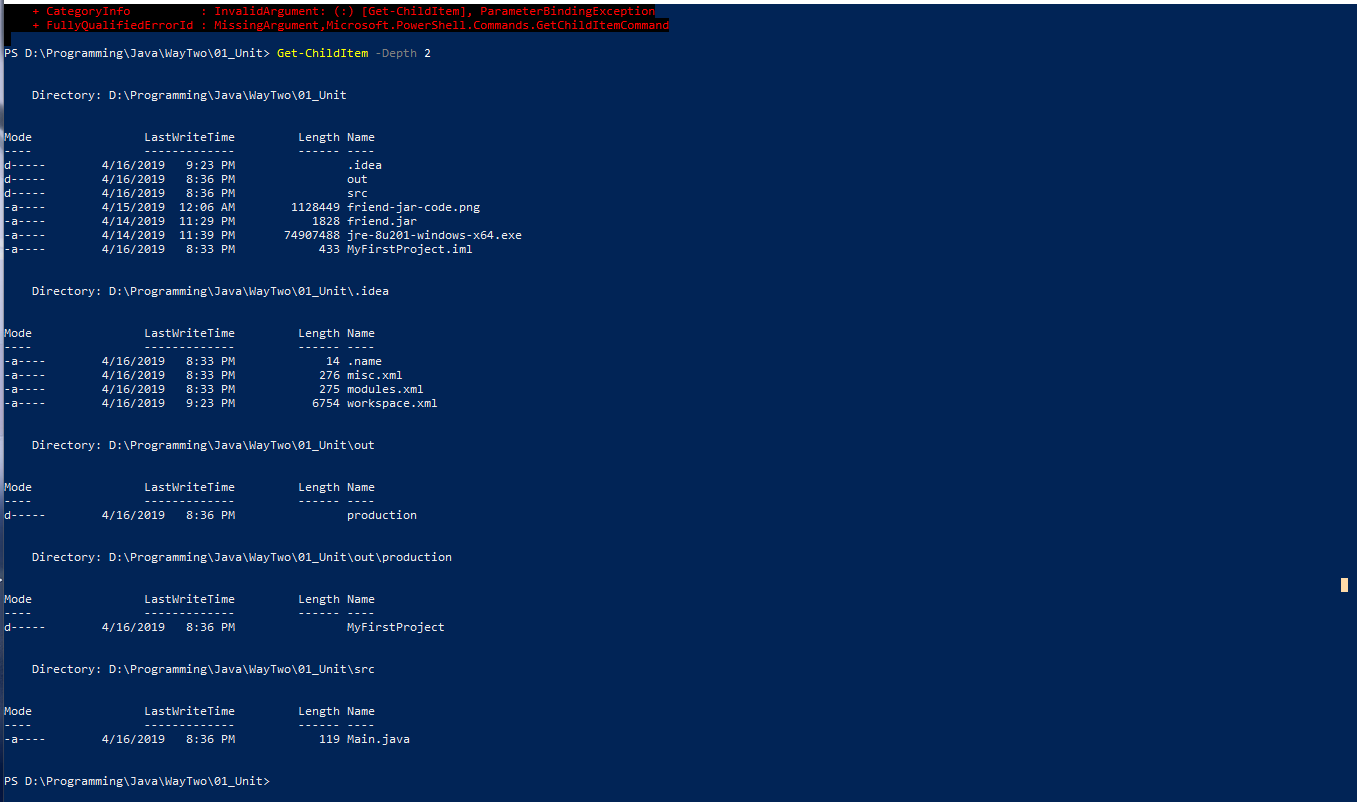 + CategoryInfo          : InvalidArgument: (:) [Get-ChildItem], ParameterBindingException
+ FullyQualifiedErrorId : MissingArgument,Microsoft.PowerShell.Commands.GetChildItemCommand
PS D:\Programming\Java\WayTwo\01_Unit> Get-ChildItem -Depth 2
Directory: D:\Programming\Java\WayTwo\01_Unit
Mode                LastWriteTime         Length Name
----                -------------         ------ ----
d-----        4/16/2019   9:23 PM                .idea
d-----        4/16/2019   8:36 PM                out
d-----        4/16/2019   8:36 PM                src
-a----        4/15/2019  12:06 AM        1128449 friend-jar-code.png
-a----        4/14/2019  11:29 PM           1828 friend.jar
-a----        4/14/2019  11:39 PM       74907488 jre-8u201-windows-x64.exe
-a----        4/16/2019   8:33 PM            433 MyFirstProject.iml
Directory: D:\Programming\Java\WayTwo\01_Unit\.idea
Mode                LastWriteTime         Length Name
----                -------------         ------ ----
-a----        4/16/2019   8:33 PM             14 .name
-a----        4/16/2019   8:33 PM            276 misc.xml
-a----        4/16/2019   8:33 PM            275 modules.xml
-a----        4/16/2019   9:23 PM           6754 workspace.xml
Directory: D:\Programming\Java\WayTwo\01_Unit\out
Mode                LastWriteTime         Length Name
----                -------------         ------ ----
d-----        4/16/2019   8:36 PM                production
Directory: D:\Programming\Java\WayTwo\01_Unit\out\production
Mode                LastWriteTime         Length Name
----                -------------         ------ ----
d-----        4/16/2019   8:36 PM                MyFirstProject
Directory: D:\Programming\Java\WayTwo\01_Unit\src
Mode                LastWriteTime         Length Name
----                -------------         ------ ----
-a----        4/16/2019   8:36 PM            119 Main.java
PS D:\Programming\Java\WayTwo\01_Unit>